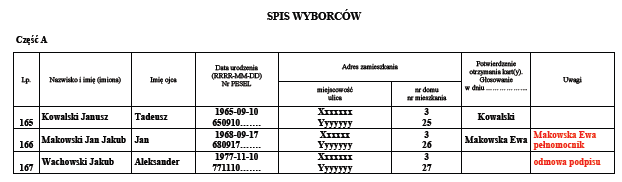 SPIS WYBORCÓW
Część A
Lp. Nazwisko i imię (imiona) Imię ojca Data urodzenia (RRRR-MM-DD) Nr PESEL Adres zamieszkania Potwierdzenie otrzymania kart(y). Głosowanie w dniu ................. Uwagi
miejscowość ulica nr domu nr mieszkania
165 Kowalski Janusz Tadeusz 1965-09-10 650910……. Xxxxxxx Yyyyyyy 3 25 Kowalski
166 Makowski Jan Jakub Jan 1968-09-17 680917……. Xxxxxx Yyyyyyy 3 26 Makowska Ewa Makowska Ewa pełnomocnik
167 Wachowski Jakub Aleksander 1977-11-10 771110……. Xxxxxxx Yyyyyyy 3 27 odmowa podpisu